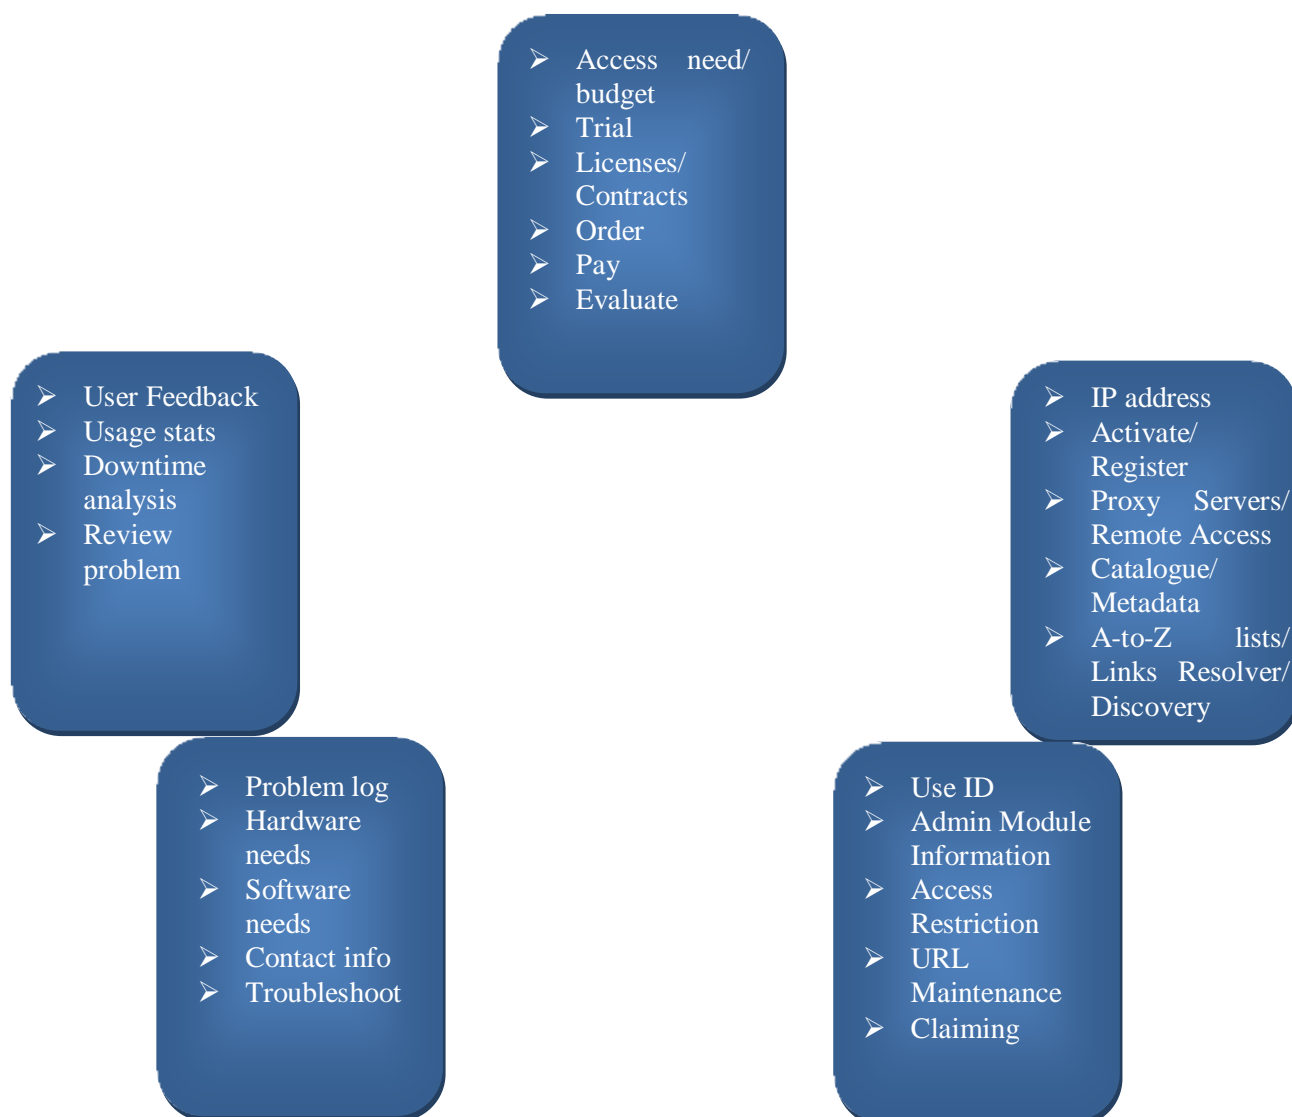 Access need/
budget
Trial
Licenses/
Contracts
Order
Pay
Evaluate
User Feedback
Usage stats
Downtime
analysis
Review
problem
IP address
Activate/
Register
Proxy Servers/
Remote Access
Catalogue/
Metadata
A-to-Z lists/
Links Resolver/
Discovery
Problem log
Hardware
needs
Software
needs
Contact info
Troubleshoot
Use ID
Admin Module
Information
Access
Restriction
URL
Maintenance
Claiming